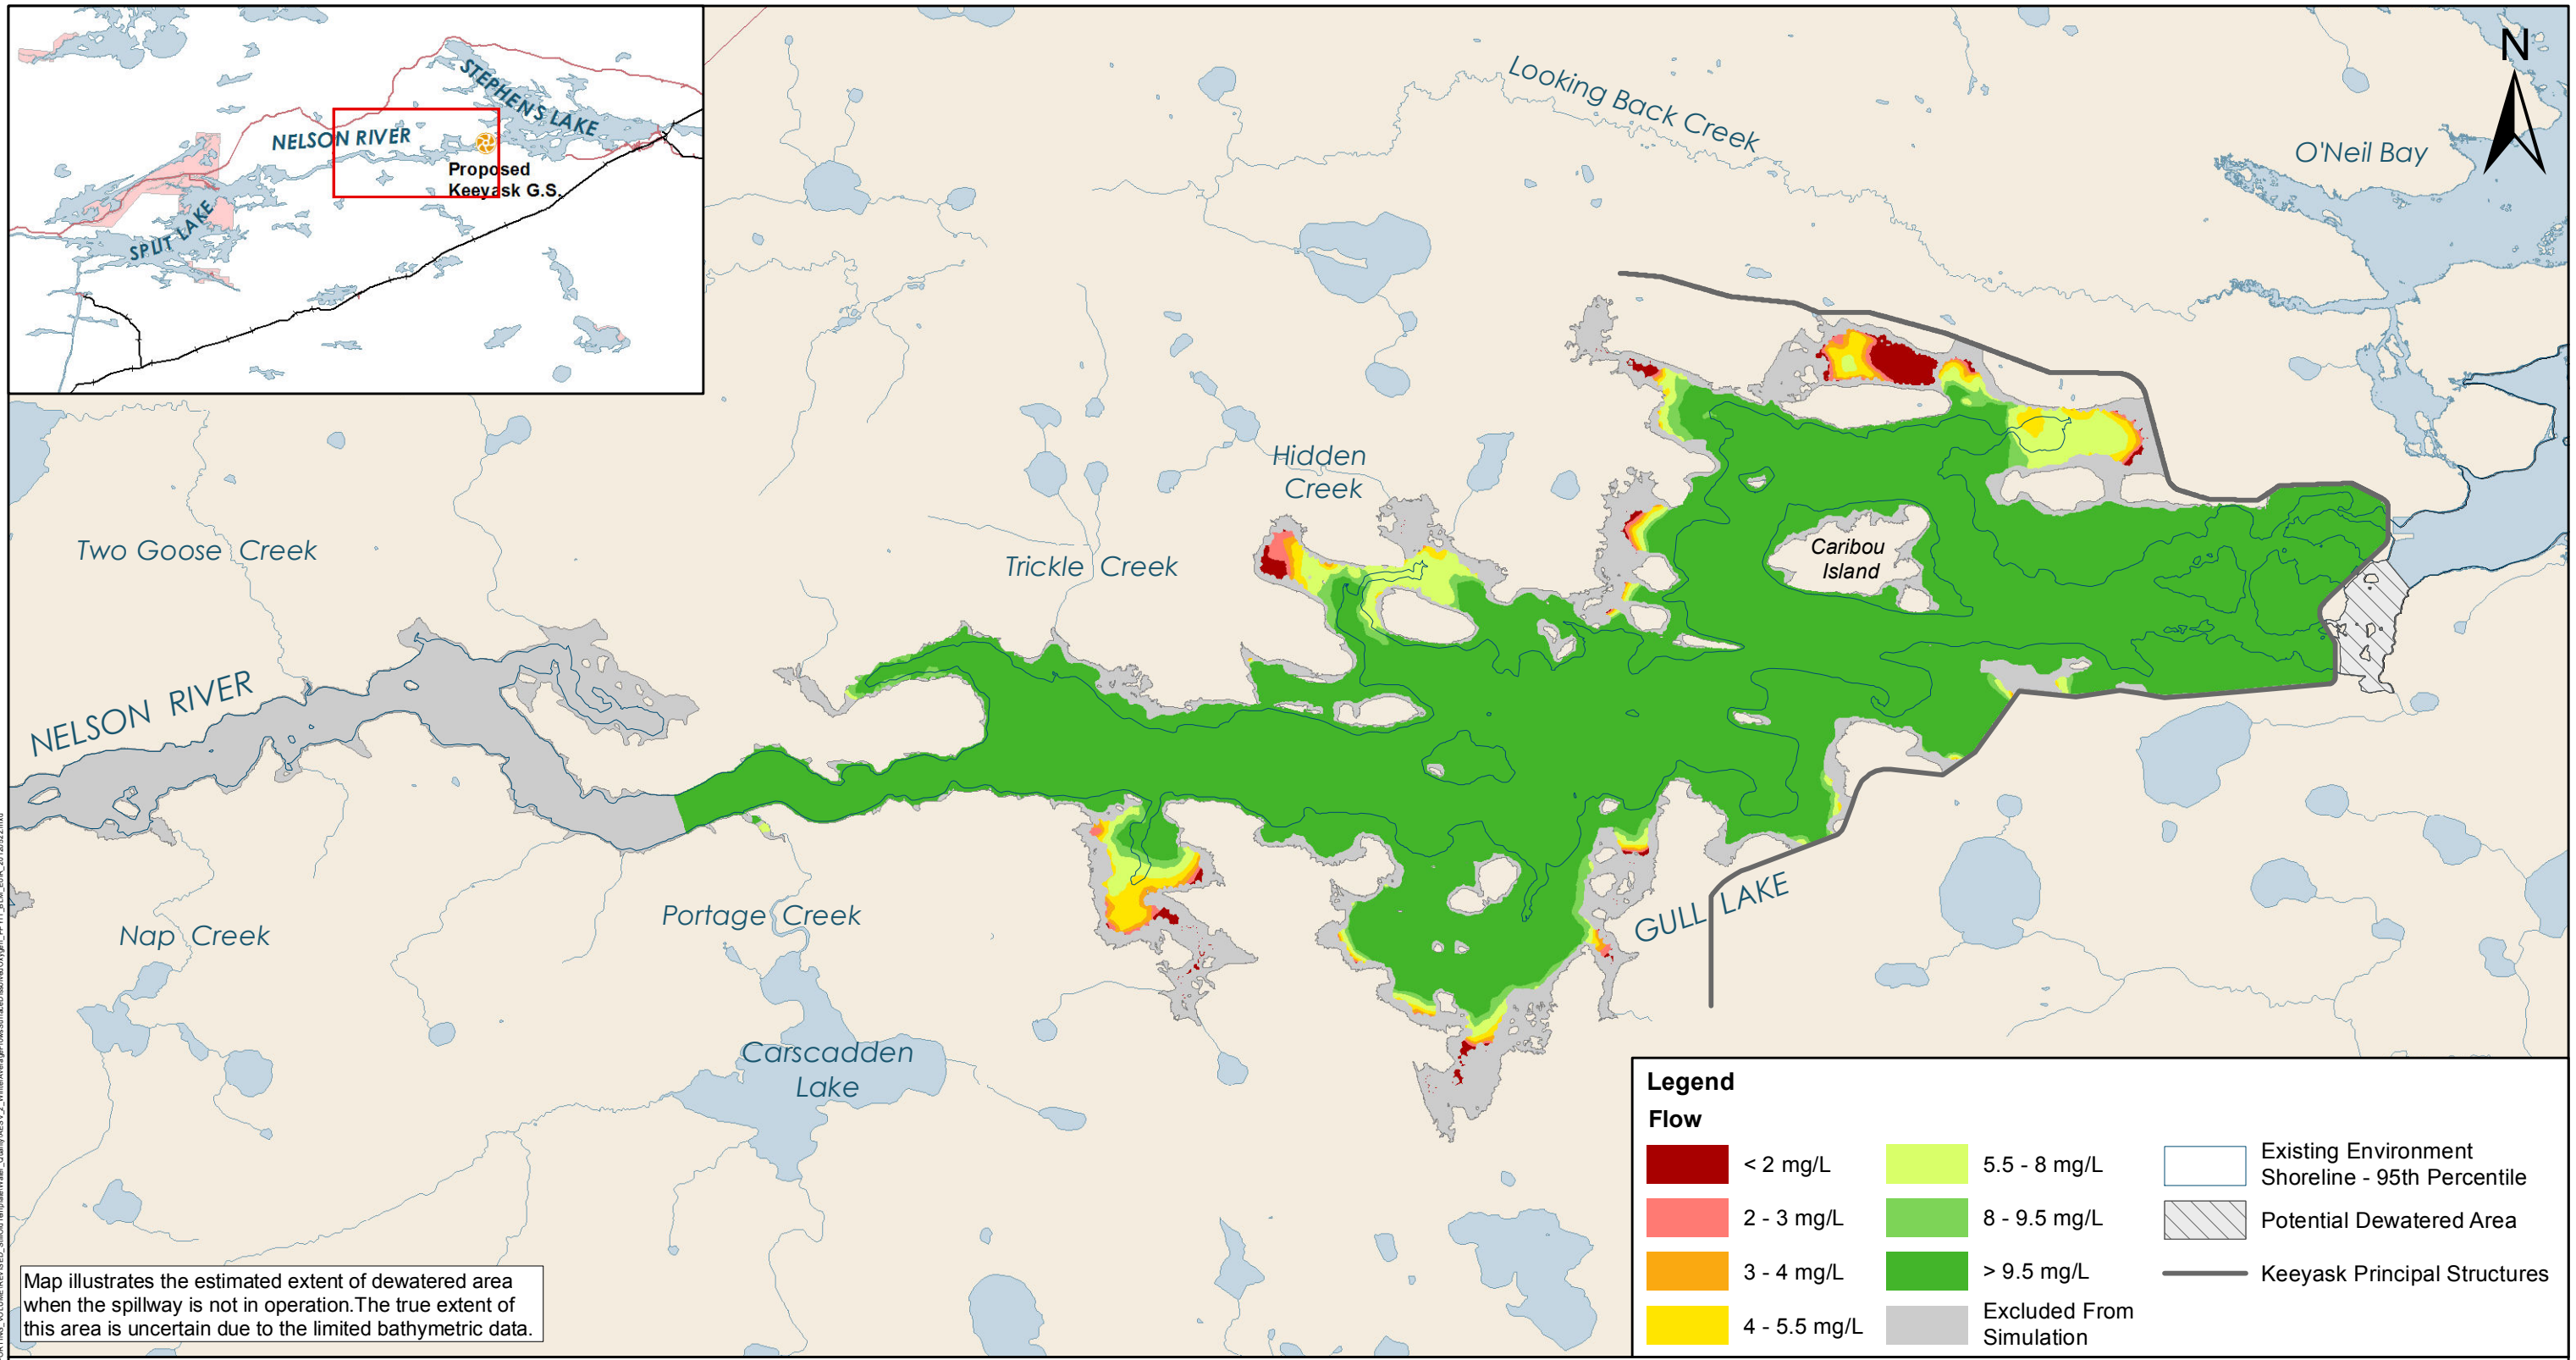 STEPHENS LAKE
NELSON RIVER
Proposed
Keeyask G.S.
SPLIT LAKE
N
Looking Back Creek
O'Neil Bay
Hidden
Creek
Two Goose Creek
Trickle Creek
Caribou
Island
NELSON RIVER
Nap Creek
Portage Creek
GULL LAKE
Carscadden
Lake
Legend
Flow
< 2 mg/L
2 - 3 mg/L
3 - 4 mg/L
4 - 5.5 mg/L
5.5 - 8 mg/L
8 - 9.5 mg/L
> 9.5 mg/L
Excluded From
Simulation
Existing Environment
Shoreline - 95th Percentile
Potential Dewatered Area
Keeyask Principal Structures
Map illustrates the estimated extent of dewatered area
when the spillway is not in operation.The true extent of
this area is uncertain due to the limited bathymetric data.